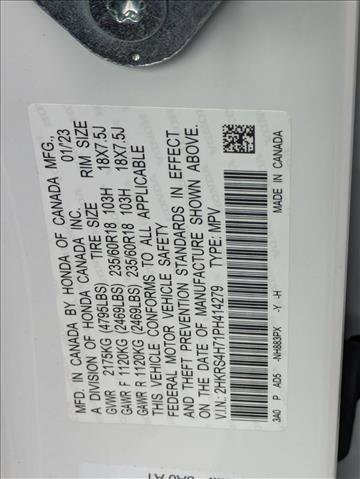 MFD. IN CANADA BY HONDA OF CANADA MFG.,
A DIVISION OF HONDA CANADA INC. 01/23
TIRE SIZE RIM SIZE
GVWR 2175KG (4795LBS)
GAWR F 1120KG (2469LBS) 235/60R18 103H 18X7.5J
GAWR R 1120KG (2469LBS) 235/60R18 103H 18X7.5J
THIS VEHICLE CONFORMS TO ALL APPLICABLE
FEDERAL MOTOR VEHICLE SAFETY
AND THEFT PREVENTION STANDARDS IN EFFECT
ON THE DATE OF MANUFACTURE SHOWN ABOVE.
V.I.N: 2HKRS4H71PH414279 TYPE: MPV
3A0 P AD5 -NH883PX -Y -H MADE IN CANADA